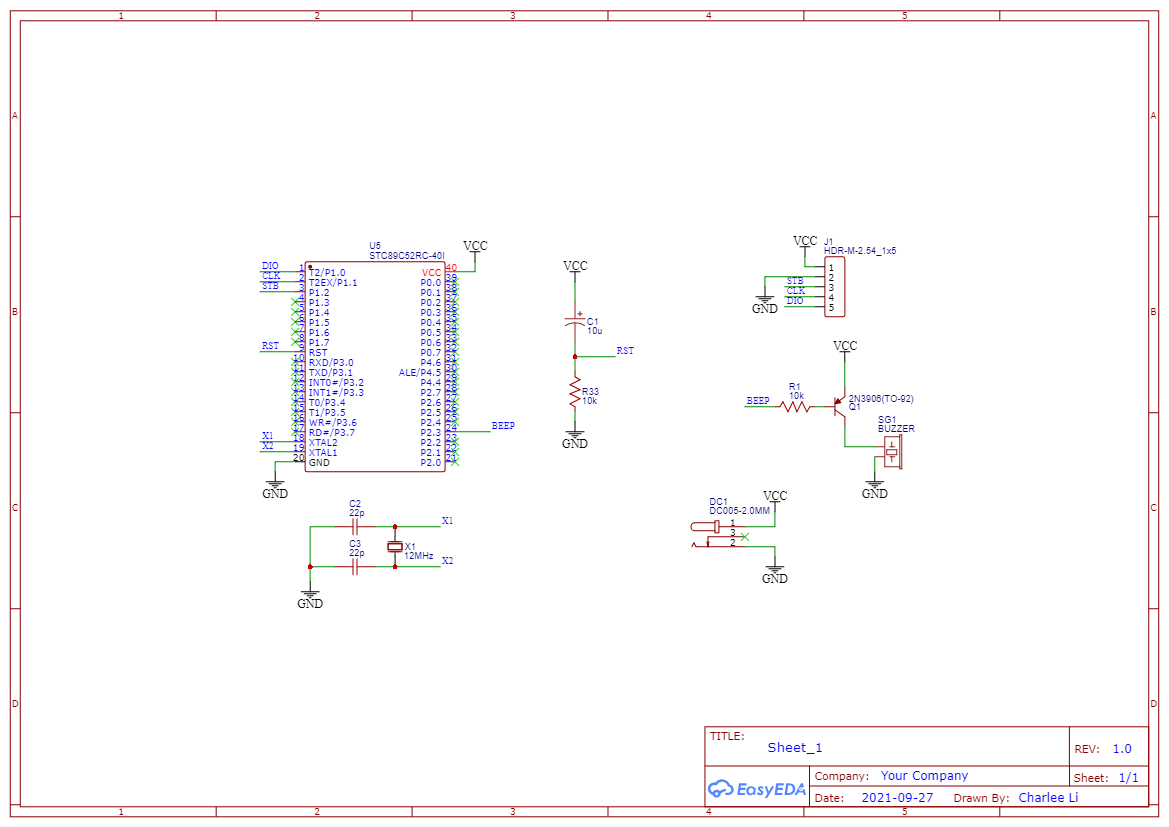 1 2 3 4 5
A A
B B
C C
D D
U5
STC89C52RC-40I
VCC
DIO 1 T2/P1.0 VCC 40
CLK 2 T2EX/P1.1 P0.0 39
STB 3 P1.2 P0.1 38
4 P1.3 P0.2 37
5 P1.4 P0.3 36
6 P1.5 P0.4 35
7 P1.6 P0.5 34
8 P1.7 P0.6 33
RST 9 RST P0.7 32
10 RXD/P3.0 P4.6 31
11 TXD/P3.1 ALE/P4.5 30
12 INT0#/P3.2 P4.4 29
13 INT1#/P3.3 P2.7 28
14 T0/P3.4 P2.6 27
15 T1/P3.5 P2.5 26
16 WR#/P3.6 P2.4 25
17 RD#/P3.7 P2.3 24 BEEP
X1 18 XTAL2 P2.2 23
X2 19 XTAL1 P2.1 22
20 GND P2.0 21
GND
VCC
+
C1
10u
RST
R33
10k
GND
VCC
J1
HDR-M-2.54_1x5
1
2
STB 3
CLK 4
DIO 5
GND
VCC
BEEP
R1
10k
2N3906(TO-92)
Q1
SG1
BUZZER
GND
C2
22p
X1
C3
22p
X1
12MHz
X2
GND
DC1
DC005-2.0MM
VCC
1
3
2
GND
TITLE:
Sheet_1
REV: 1.0
EasyEDA
Company: Your Company
Sheet: 1/1
Date: 2021-09-27 Drawn By: Charlee Li
1 2 3 4 5